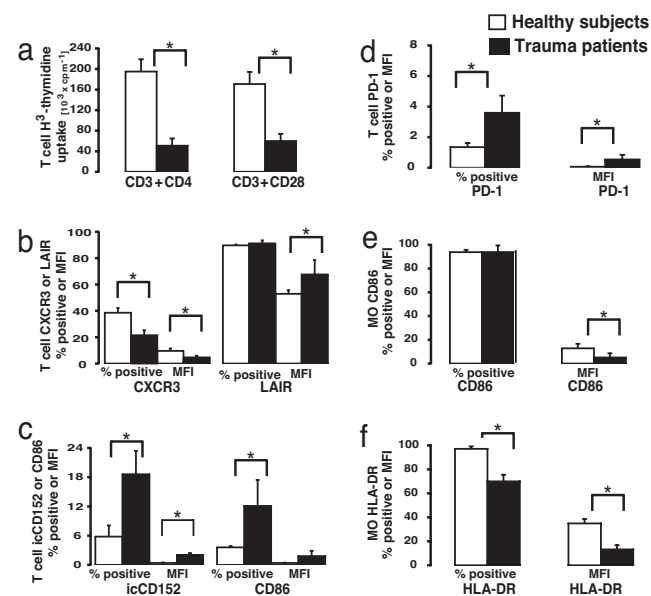 Healthy subjects
Trauma patients
a
T cell H³-thymidine
uptake [10³ x cpm⁻¹]
240
200
160
120
80
40
0
*
*
CD3+CD4
CD3+CD28
b
T cell CXCR3 or LAIR
% positive or MFI
100
80
60
40
20
0
*
*
*
% positive MFI
CXCR3
% positive MFI
LAIR
c
T cell icCD152 or CD86
% positive or MFI
24
18
12
6
0
*
*
*
% positive MFI
icCD152
% positive MFI
CD86
d
T cell PD-1
% positive or MFI
8
6
4
2
0
*
*
% positive
PD-1
MFI
PD-1
e
MO CD86
% positive or MFI
100
80
60
40
20
0
*
% positive
CD86
MFI
CD86
f
MO HLA-DR
% positive or MFI
100
80
60
40
20
0
*
*
% positive
HLA-DR
MFI
HLA-DR